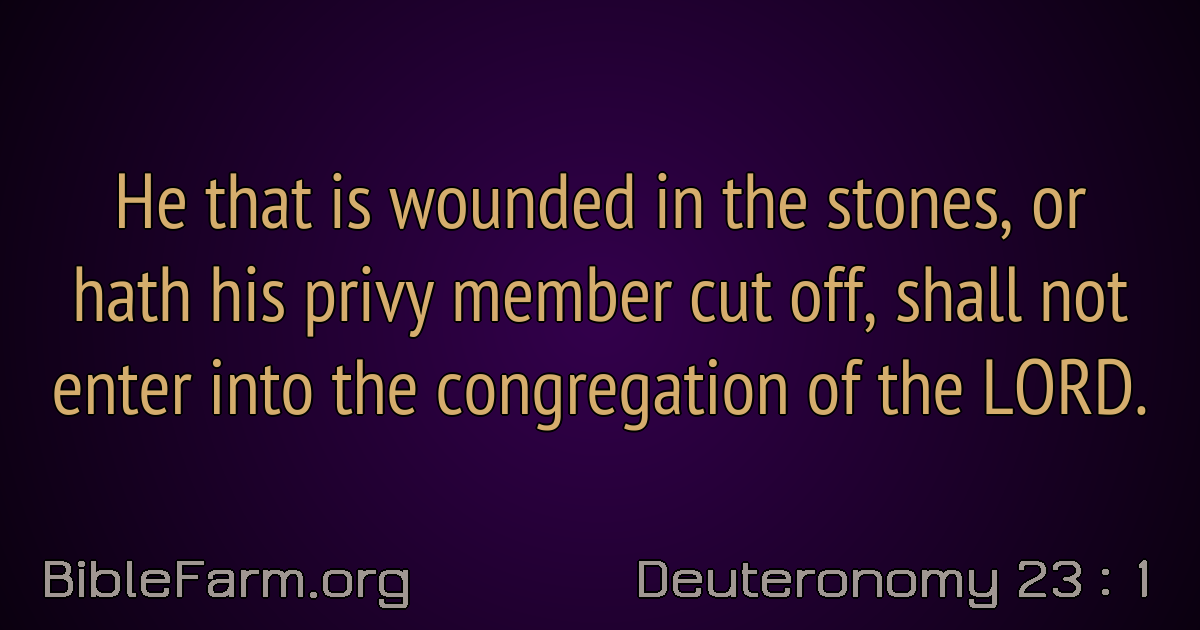 He that is wounded in the stones, or
hath his privy member cut off, shall not
enter into the congregation of the LORD.
BibleFarm.org
Deuteronomy 23 : 1